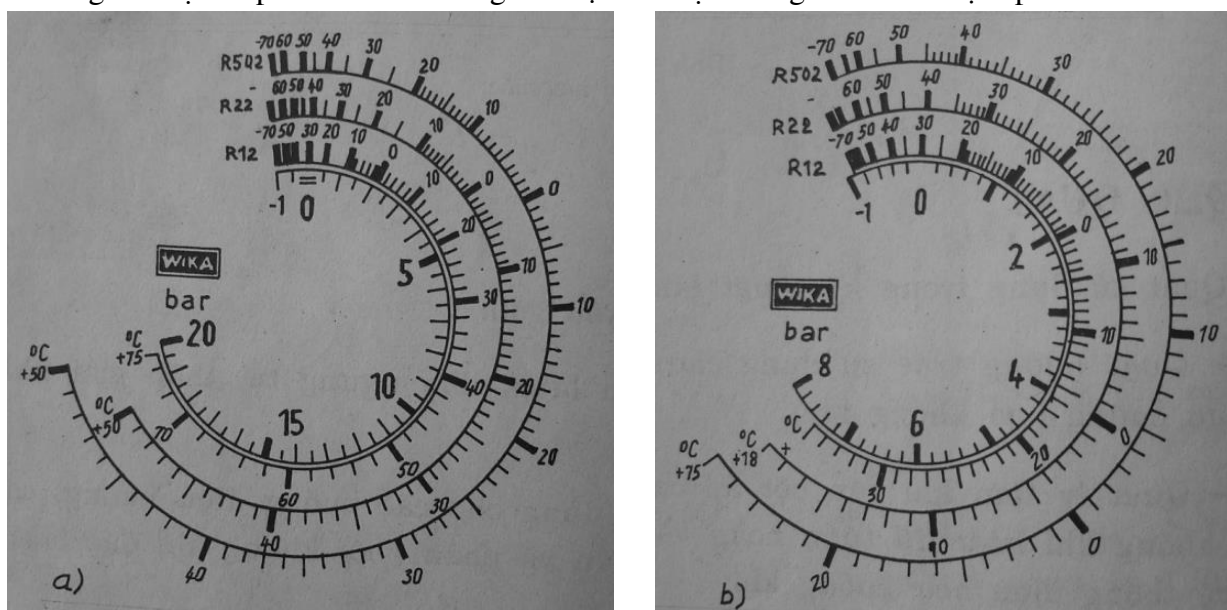 R502 -70 60 50 40 30 20 10 0 10 20 30 40 +50 °C
R22 - 60 50 40 30 20 10 0 10 20 30 40 +50 °C
R12 -70 50 30 20 10 0 10 20 30 40 50 60 70 +75 °C
-1 0 5 10 15 20
WIKA
bar
a)
R502 -70 60 50 40 30 20 10 0 20 +75 °C
R22 - 60 50 40 30 20 10 0 10 +18 °C
R12 -70 50 40 30 20 10 0 10 20 30 + °C
-1 0 2 4 6 8
WIKA
bar
b)